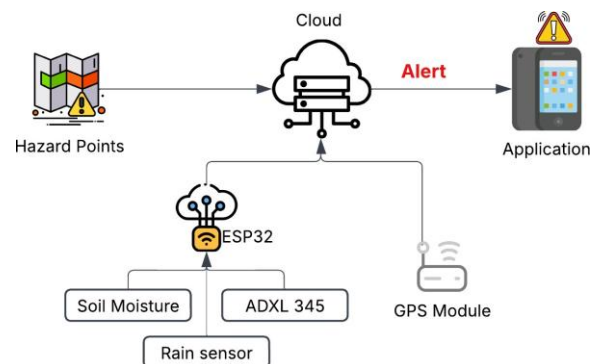 Cloud
Alert
Hazard Points
Application
ESP32
Soil Moisture
ADXL 345
GPS Module
Rain sensor